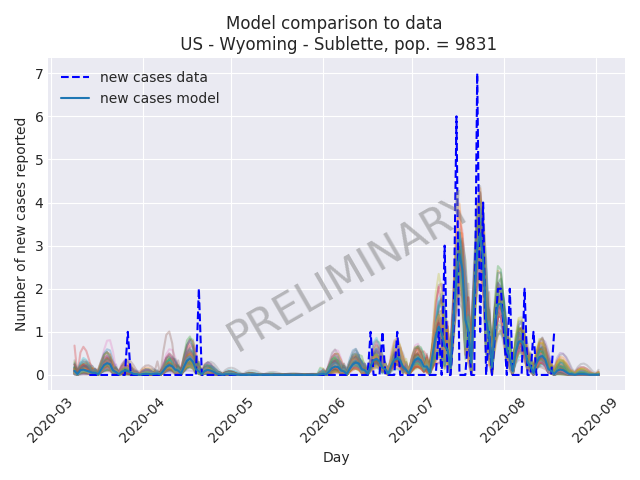 Model comparison to data
US - Wyoming - Sublette, pop. = 9831
new cases data
new cases model
PRELIMINARY
Number of new cases reported
7
6
5
4
3
2
1
0
2020-03
2020-04
2020-05
2020-06
2020-07
2020-08
2020-09
Day